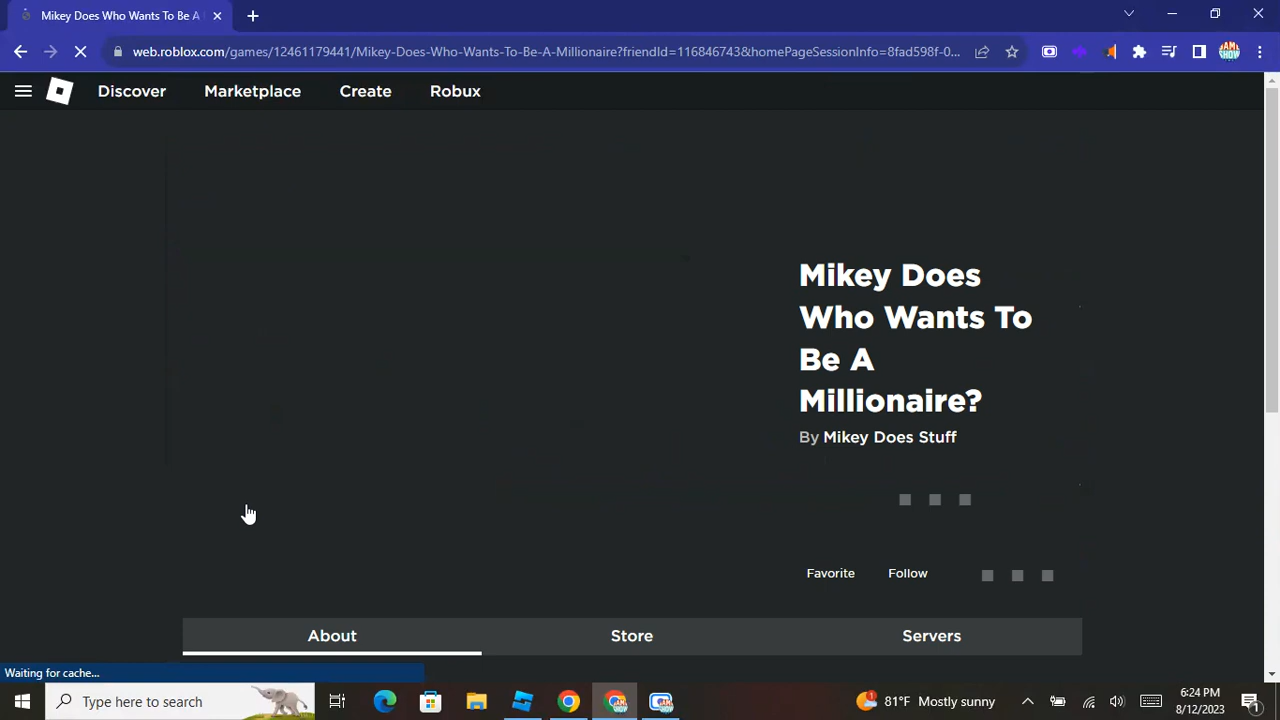 Mikey Does Who Wants To Be A
web.roblox.com/games/12461179441/Mikey-Does-Who-Wants-To-Be-A-Millionaire?friendId=116846743&homePageSessionInfo=8fad598f-0...
Discover Marketplace Create Robux
Mikey Does
Who Wants To
Be A
Millionaire?
By Mikey Does Stuff
Favorite Follow
About Store Servers
Waiting for cache...
Type here to search
1 81°F Mostly sunny
6:24 PM
8/12/2023
1